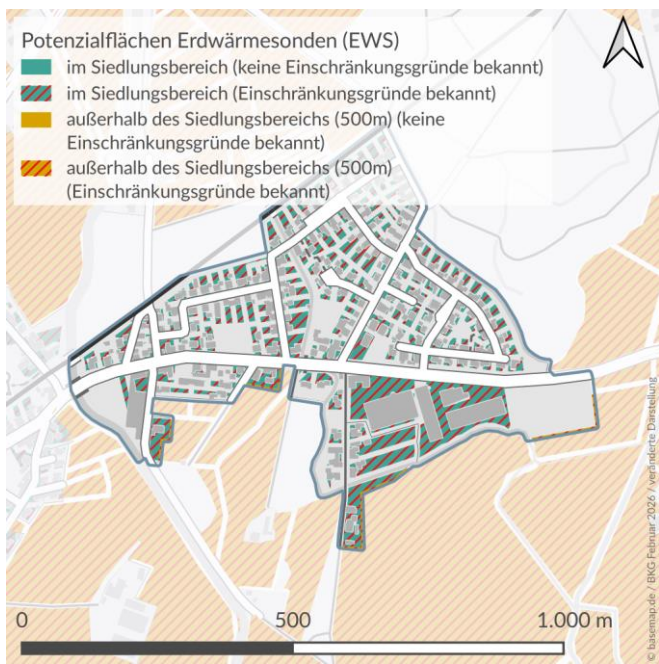 Potenzialflächen Erdwärmesonden (EWS)
im Siedlungsbereich (keine Einschränkungsgründe bekannt)
im Siedlungsbereich (Einschränkungsgründe bekannt)
außerhalb des Siedlungsbereichs (500m) (keine
Einschränkungsgründe bekannt)
außerhalb des Siedlungsbereichs (500m)
(Einschränkungsgründe bekannt)
0
500
1.000 m
© basemap.de / BKG Februar 2026 / veränderte Darstellung